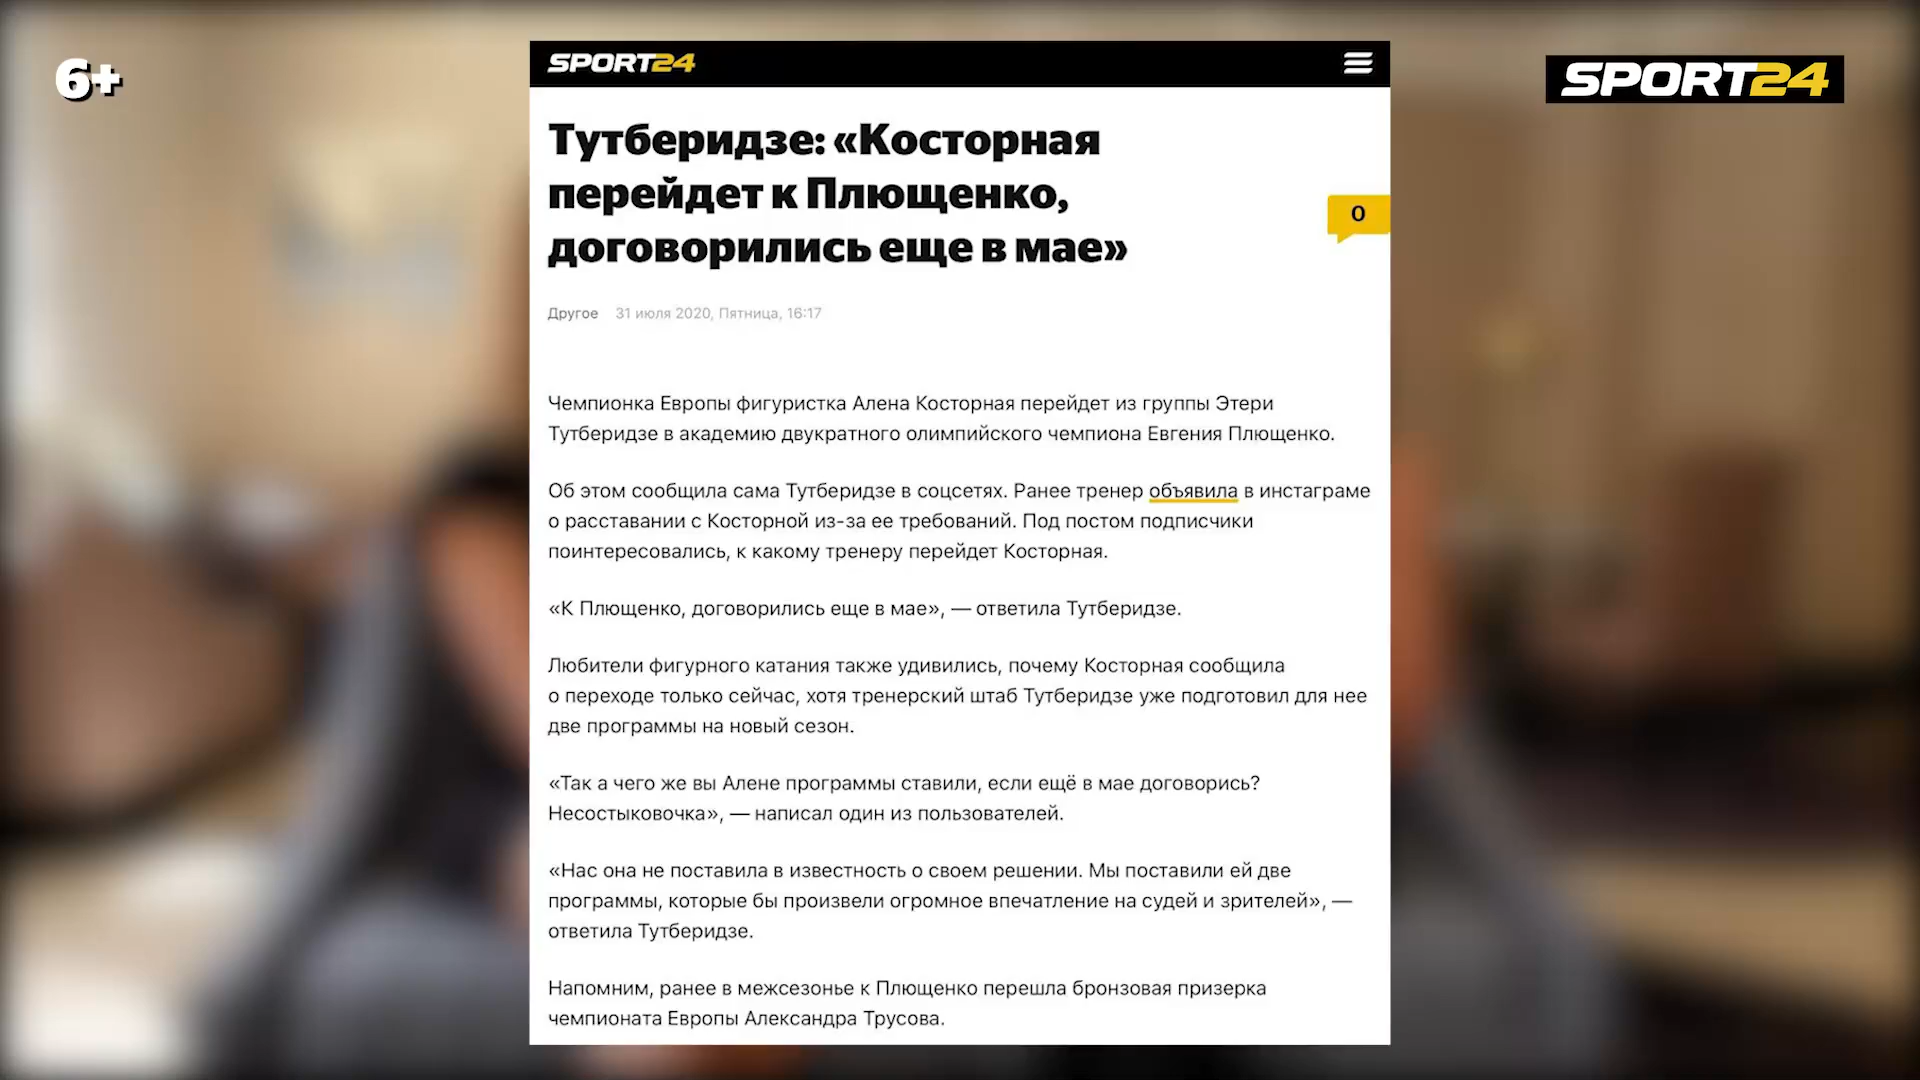 6+
SPORT24
SPORT24
Тутберидзе: «Косторная
перейдет к Плющенко,
договорились еще в мае»
0
Другое 31 июля 2020, Пятница, 16:17
Чемпионка Европы фигуристка Алена Косторная перейдет из группы Этери
Тутберидзе в академию двукратного олимпийского чемпиона Евгения Плющенко.
Об этом сообщила сама Тутберидзе в соцсетях. Ранее тренер объявила в инстаграме
о расставании с Косторной из-за ее требований. Под постом подписчики
поинтересовались, к какому тренеру перейдет Косторная.
«К Плющенко, договорились еще в мае», — ответила Тутберидзе.
Любители фигурного катания также удивились, почему Косторная сообщила
о переходе только сейчас, хотя тренерский штаб Тутберидзе уже подготовил для нее
две программы на новый сезон.
«Так а чего же вы Алене программы ставили, если ещё в мае договорись?
Несостыковочка», — написал один из пользователей.
«Нас она не поставила в известность о своем решении. Мы поставили ей две
программы, которые бы произвели огромное впечатление на судей и зрителей», —
ответила Тутберидзе.
Напомним, ранее в межсезонье к Плющенко перешла бронзовая призерка
чемпионата Европы Александра Трусова.